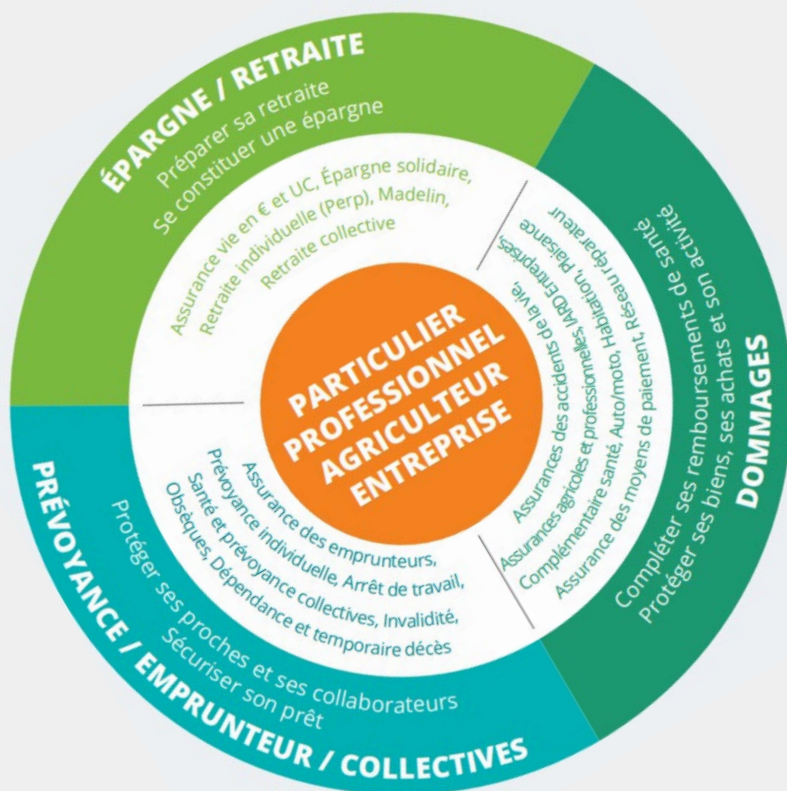 ÉPARGNE / RETRAITE
Préparer sa retraite
Se constituer une épargne
Assurance vie en € et UC, Épargne solidaire,
Retraite individuelle (Perp), Madelin,
Retraite collective
DOMMAGES
Compléter ses remboursements de santé
Protéger ses biens, ses achats et son activité
Assurances des accidents de la vie,
Assurances agricoles et professionnelles, IARD Entreprises,
Complémentaire santé, Auto/moto, Habitation, Plaisance
Assurance des moyens de paiement, Réseau réparateur
PARTICULIER
PROFESSIONNEL
AGRICULTEUR
ENTREPRISE
Assurance des emprunteurs,
Prévoyance individuelle, Arrêt de travail,
Santé et prévoyance collectives, Invalidité,
Obsèques, Dépendance et temporaire décès
Protéger ses proches et ses collaborateurs
Sécuriser son prêt
PRÉVOYANCE / EMPRUNTEUR / COLLECTIVES